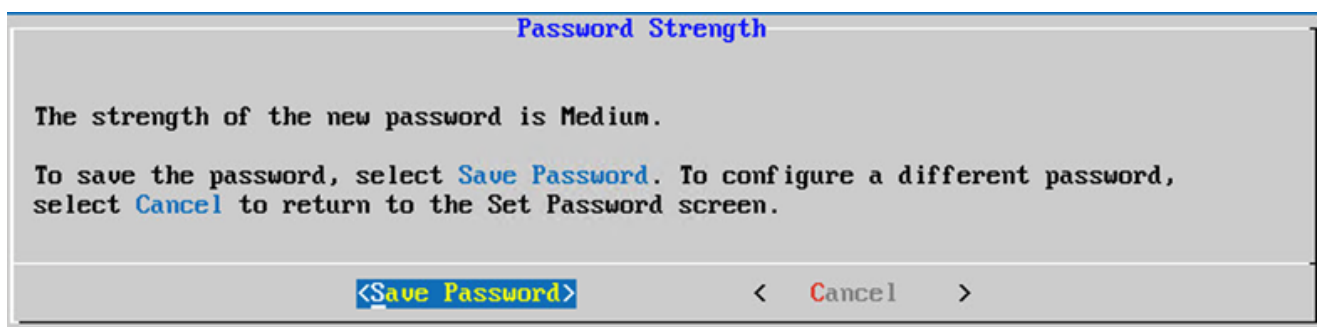 Password Strength
The strength of the new password is Medium.
To save the password, select Save Password. To configure a different password,
select Cancel to return to the Set Password screen.
<Save Password> < Cancel >